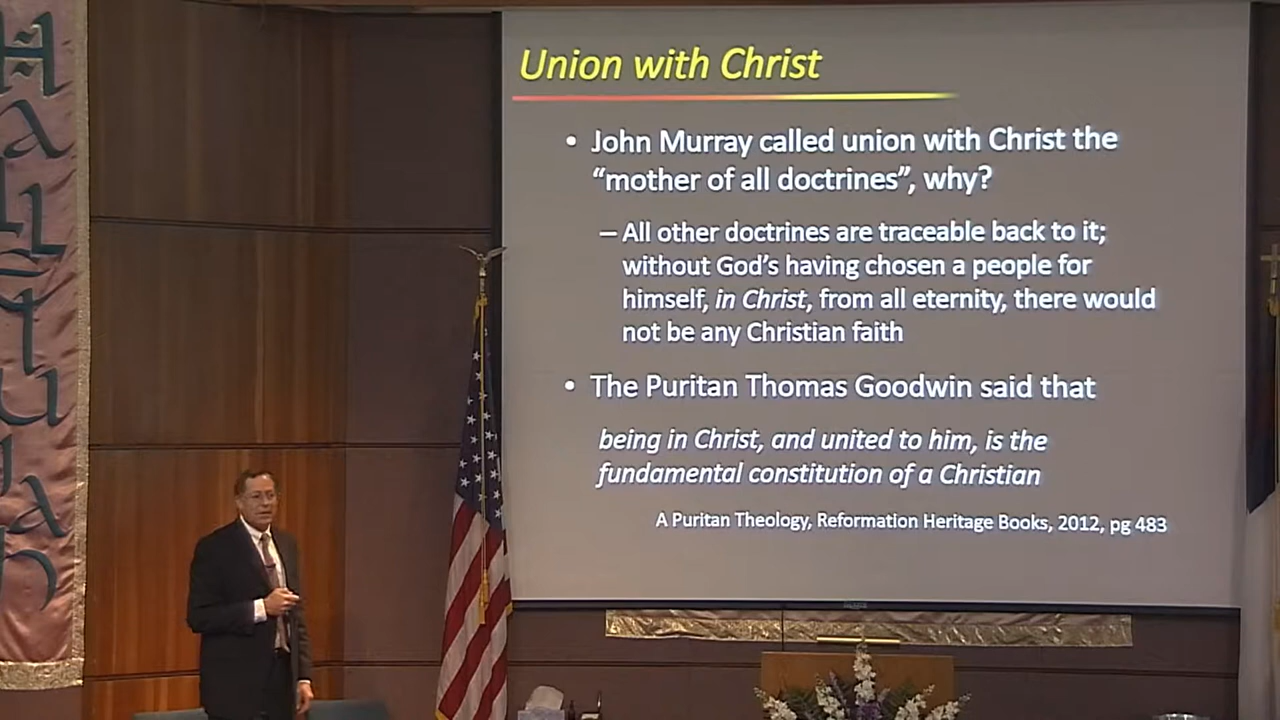 Hallelujah
Union with Christ
• John Murray called union with Christ the
“mother of all doctrines”, why?
– All other doctrines are traceable back to it;
without God’s having chosen a people for
himself, in Christ, from all eternity, there would
not be any Christian faith
• The Puritan Thomas Goodwin said that
being in Christ, and united to him, is the
fundamental constitution of a Christian
A Puritan Theology, Reformation Heritage Books, 2012, pg 483